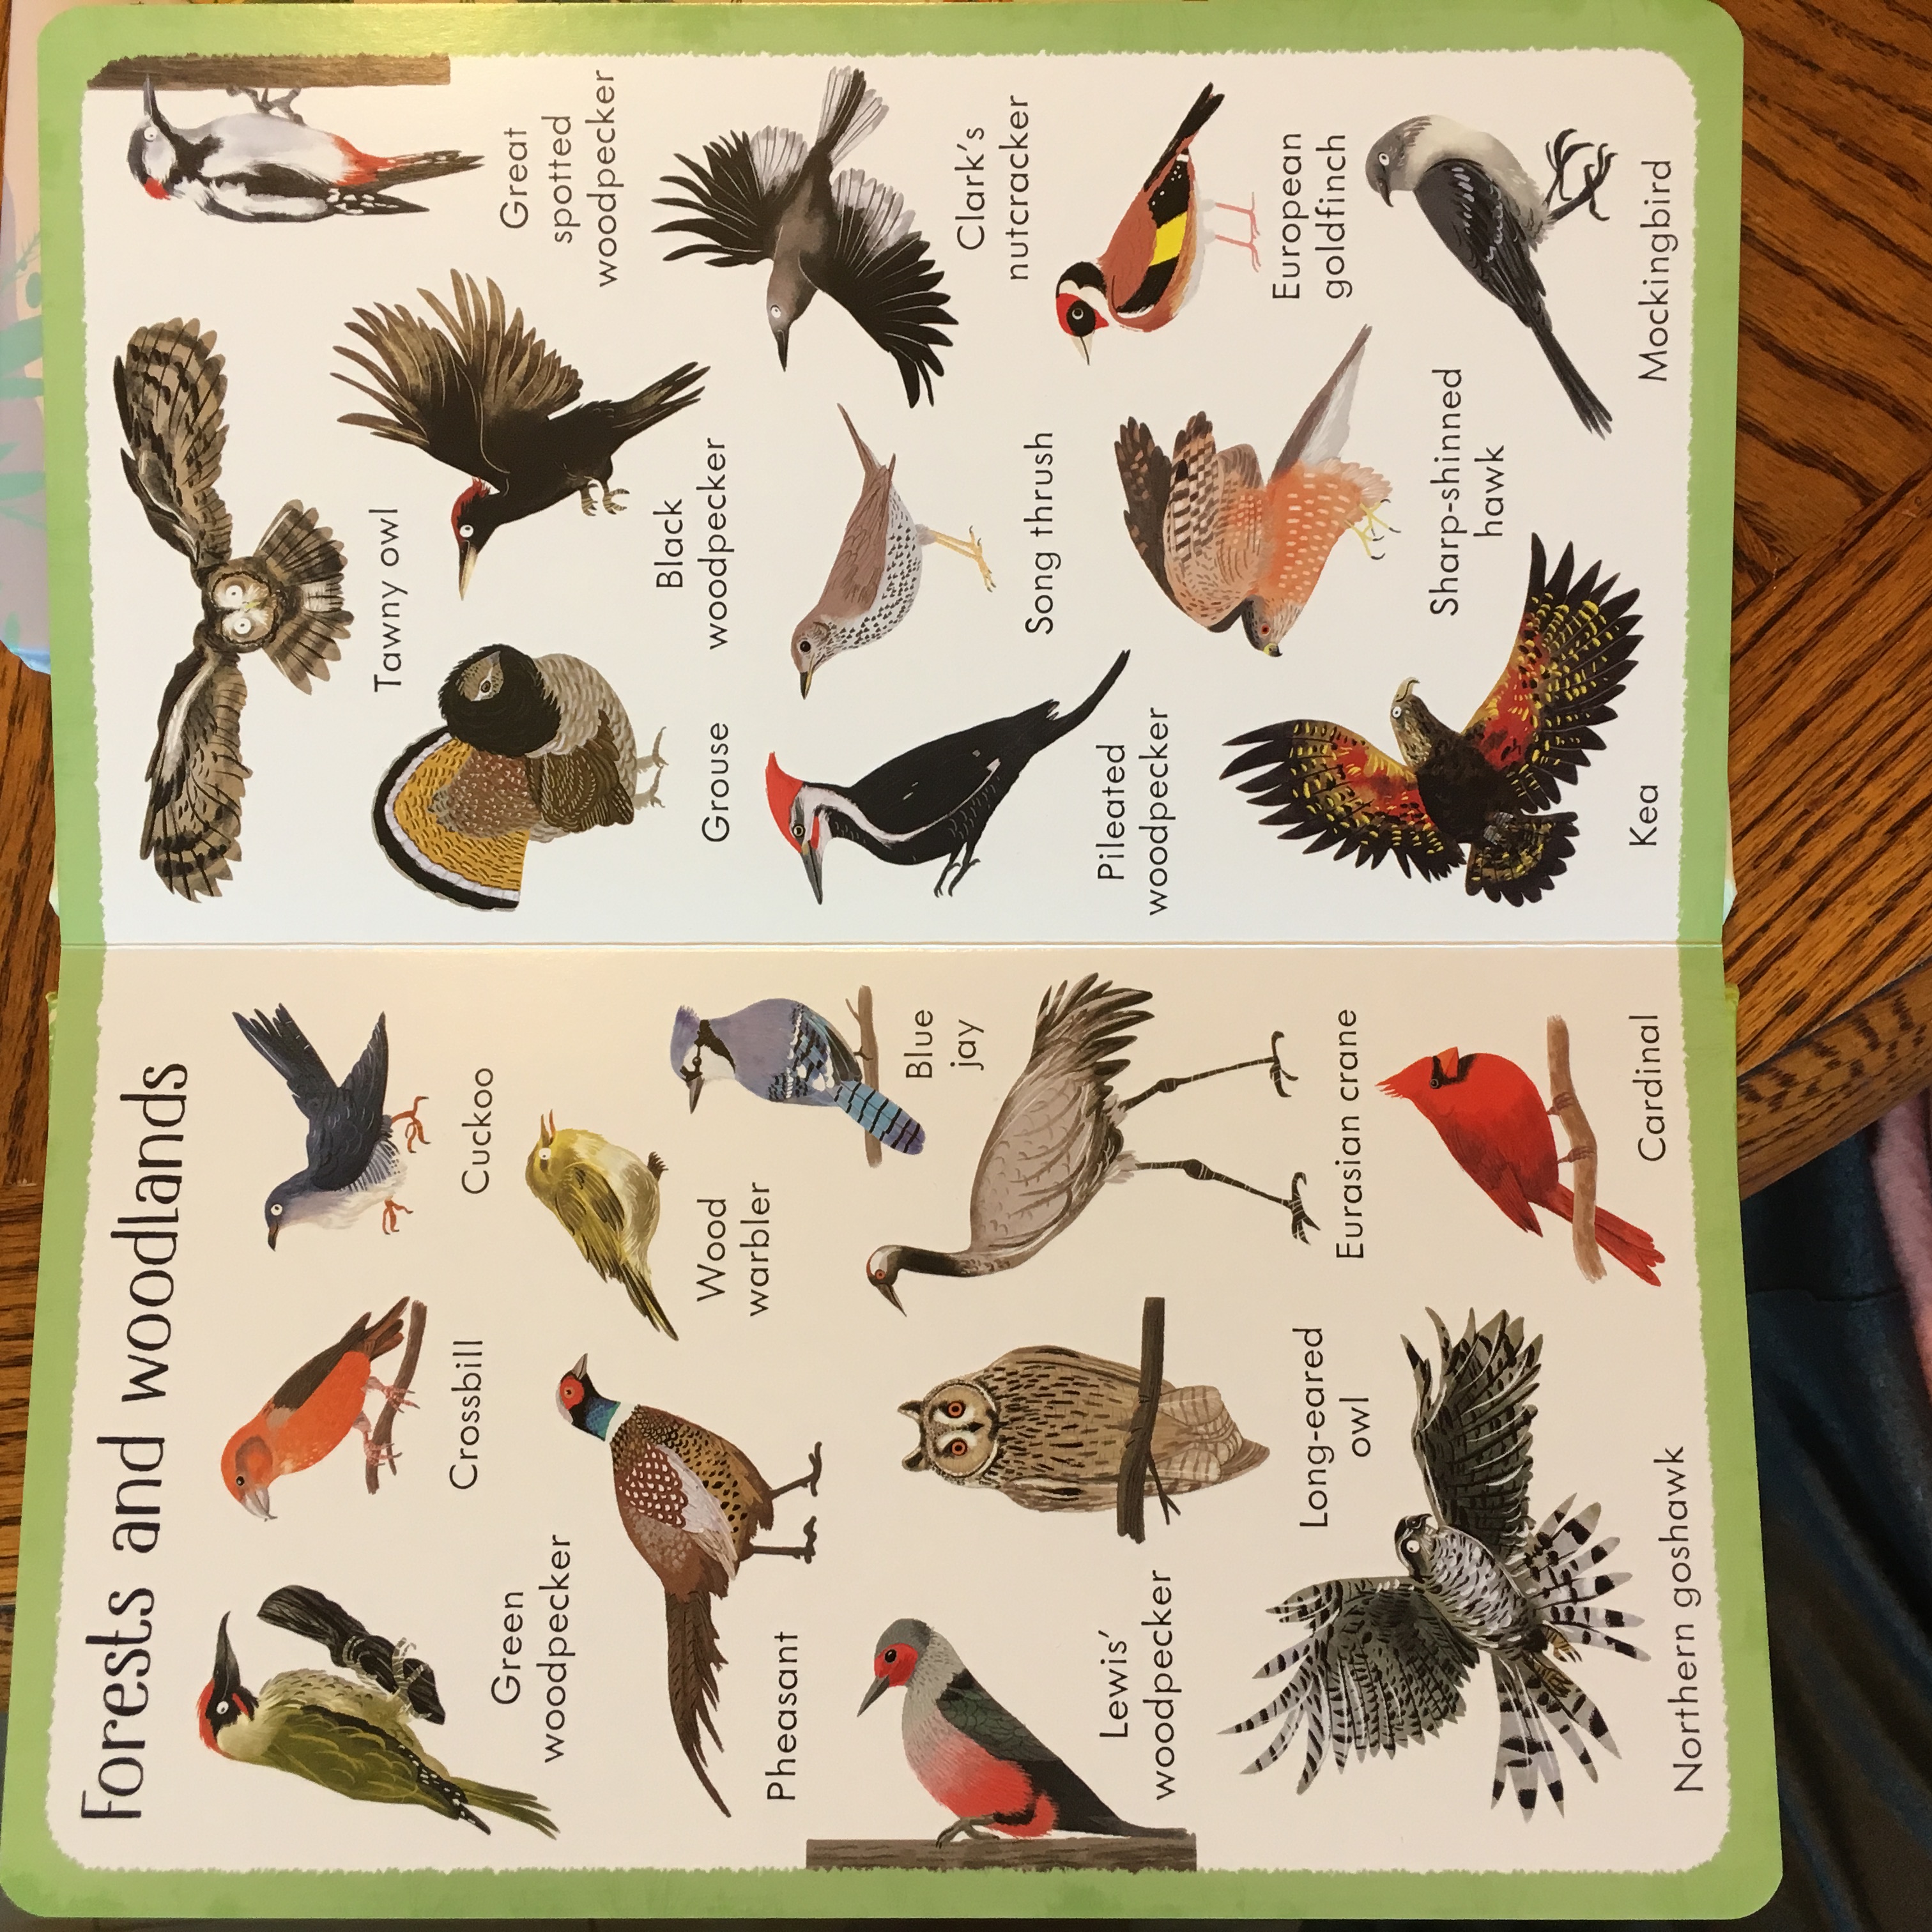 Forests and woodlands
Green
woodpecker
Crossbill
Cuckoo
Pheasant
Wood
warbler
Blue
jay
Lewis'
woodpecker
Long-eared
owl
Eurasian crane
Northern goshawk
Cardinal
Tawny owl
Great
spotted
woodpecker
Grouse
Black
woodpecker
Pileated
woodpecker
Song thrush
Clark's
nutcracker
European
goldfinch
Sharp-shinned
hawk
Kea
Mockingbird